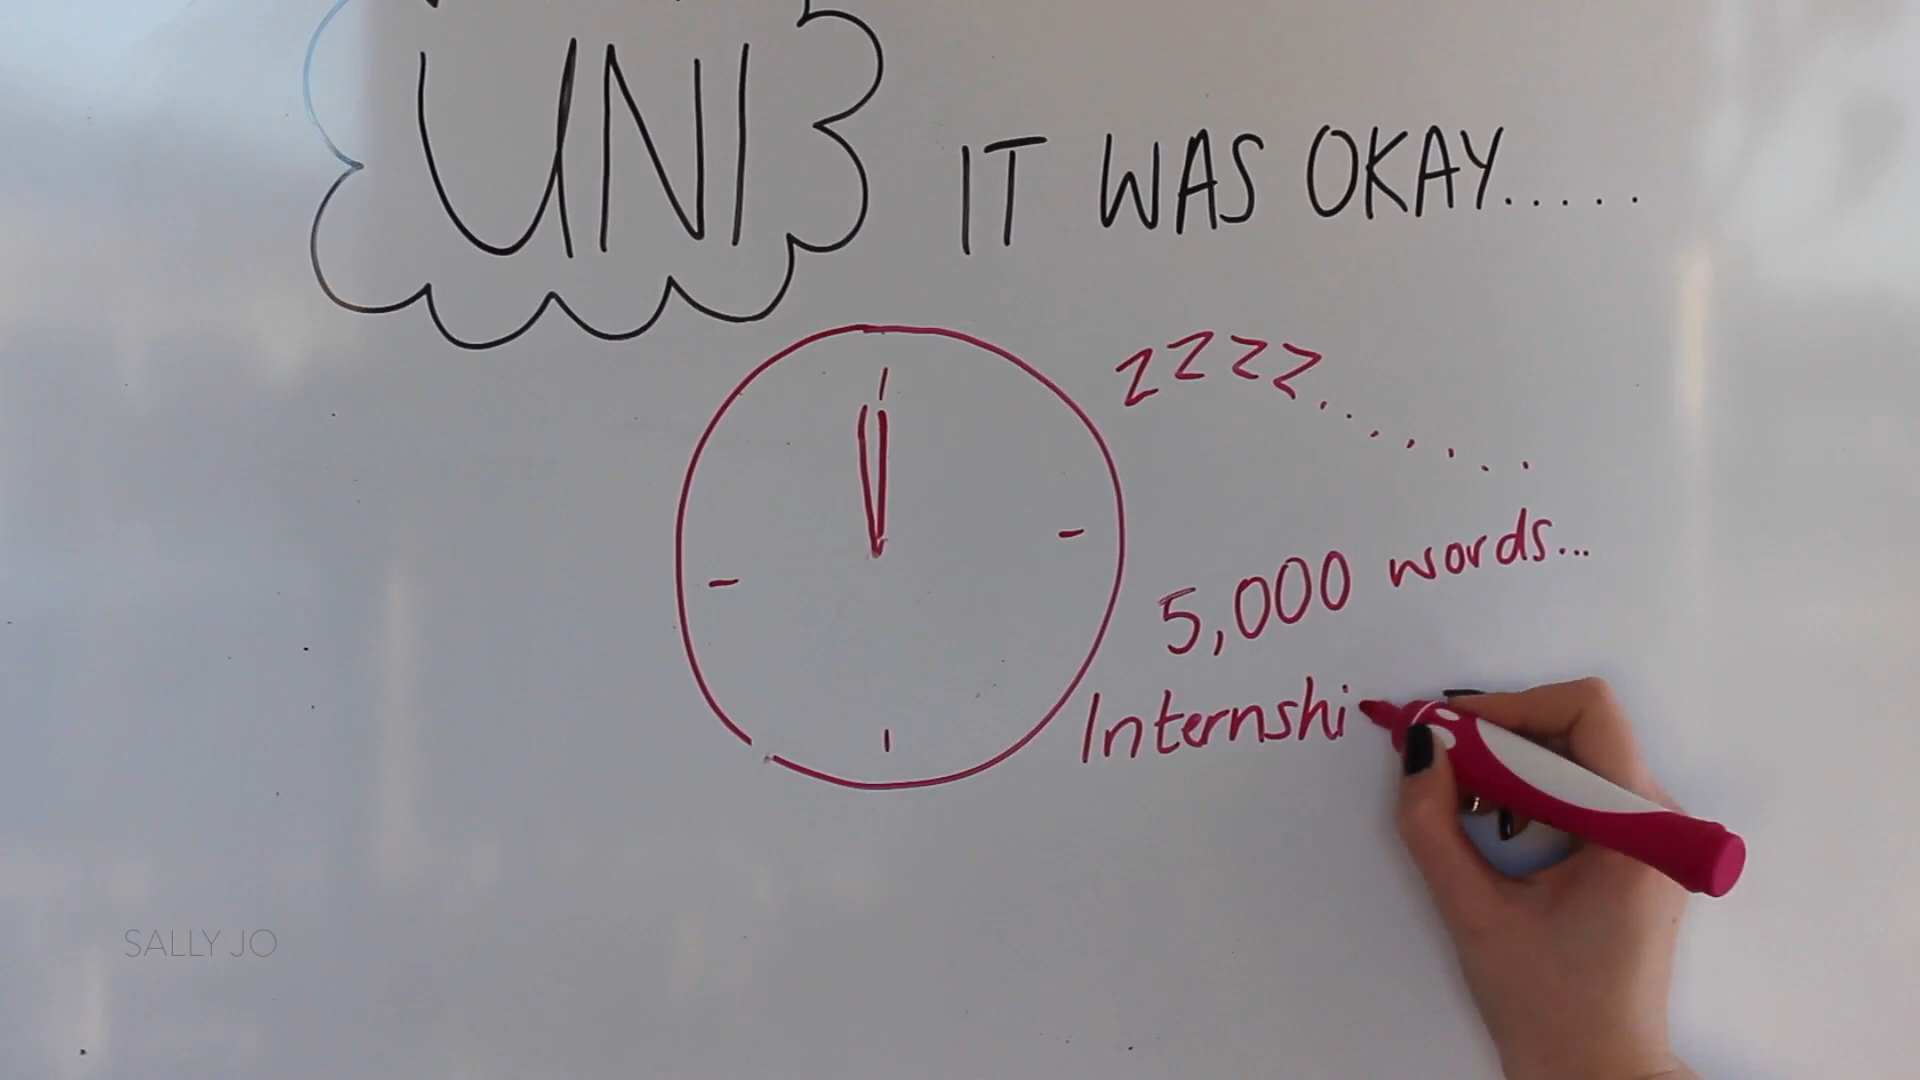 UNI
IT WAS OKAY.....
ZZZZ..........
5,000 words...
Internshi
SALLY JO